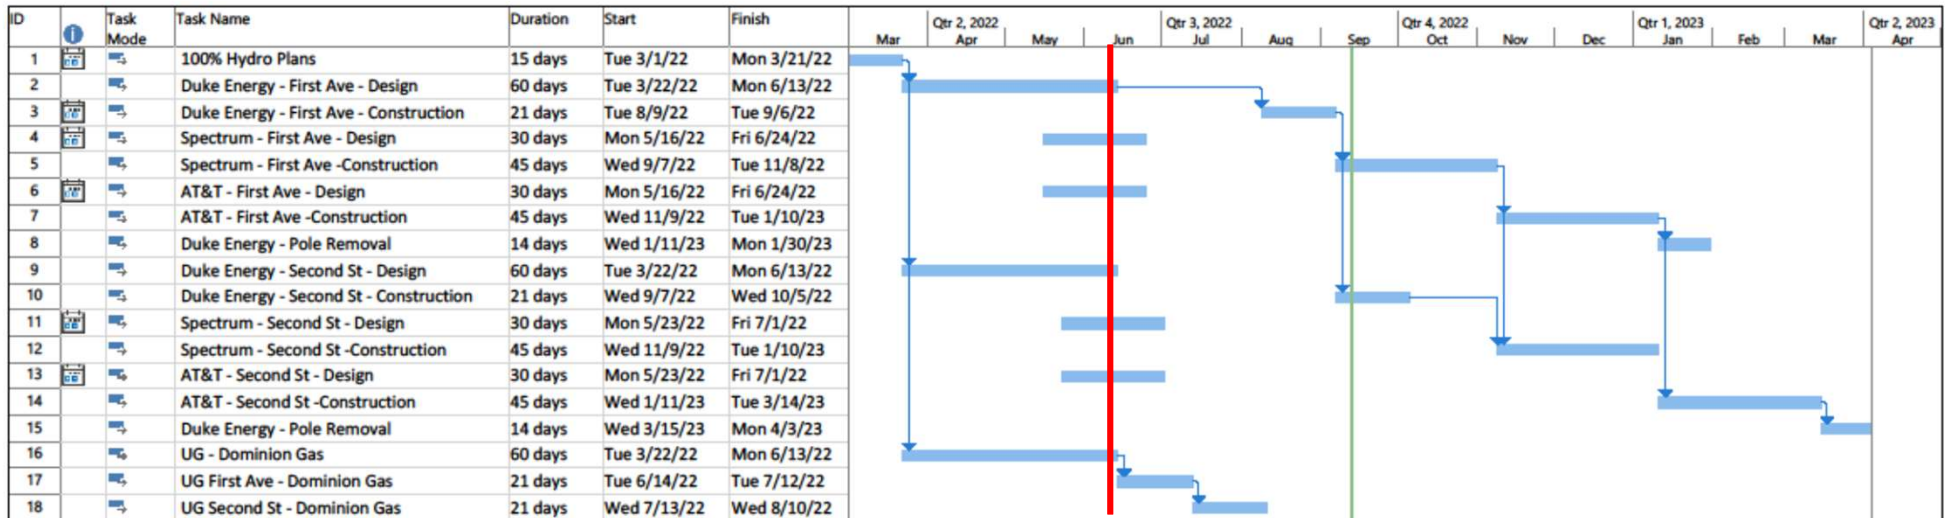 ID Task Mode Task Name Duration Start Finish Qtr 2, 2022 Qtr 3, 2022 Qtr 4, 2022 Qtr 1, 2023 Qtr 2, 2023
Mar Apr May Jun Jul Aug Sep Oct Nov Dec Jan Feb Mar Apr
1 100% Hydro Plans 15 days Tue 3/1/22 Mon 3/21/22
2 Duke Energy - First Ave - Design 60 days Tue 3/22/22 Mon 6/13/22
3 Duke Energy - First Ave - Construction 21 days Tue 8/9/22 Tue 9/6/22
4 Spectrum - First Ave - Design 30 days Mon 5/16/22 Fri 6/24/22
5 Spectrum - First Ave -Construction 45 days Wed 9/7/22 Tue 11/8/22
6 AT&T - First Ave - Design 30 days Mon 5/16/22 Fri 6/24/22
7 AT&T - First Ave -Construction 45 days Wed 11/9/22 Tue 1/10/23
8 Duke Energy - Pole Removal 14 days Wed 1/11/23 Mon 1/30/23
9 Duke Energy - Second St - Design 60 days Tue 3/22/22 Mon 6/13/22
10 Duke Energy - Second St - Construction 21 days Wed 9/7/22 Wed 10/5/22
11 Spectrum - Second St - Design 30 days Mon 5/23/22 Fri 7/1/22
12 Spectrum - Second St -Construction 45 days Wed 11/9/22 Tue 1/10/23
13 AT&T - Second St - Design 30 days Mon 5/23/22 Fri 7/1/22
14 AT&T - Second St -Construction 45 days Wed 1/11/23 Tue 3/14/23
15 Duke Energy - Pole Removal 14 days Wed 3/15/23 Mon 4/3/23
16 UG - Dominion Gas 60 days Tue 3/22/22 Mon 6/13/22
17 UG First Ave - Dominion Gas 21 days Tue 6/14/22 Tue 7/12/22
18 UG Second St - Dominion Gas 21 days Wed 7/13/22 Wed 8/10/22